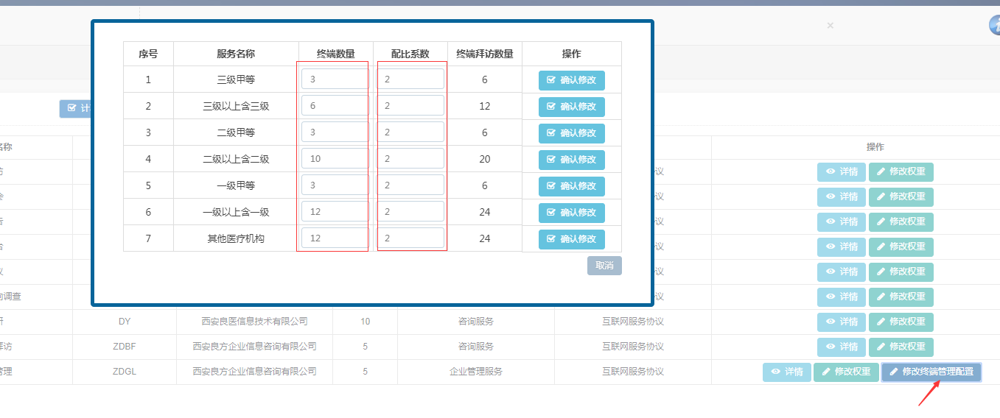 序号 服务名称 终端数量 配比系数 终端拜访数量 操作
1 三级甲等 3 2 6 确认修改
2 三级以上含三级 6 2 12 确认修改
3 二级甲等 3 2 6 确认修改
4 二级以上含二级 10 2 20 确认修改
5 一级甲等 3 2 6 确认修改
6 一级以上含一级 12 2 24 确认修改
7 其他医疗机构 12 2 24 确认修改
取消
计
名称 操作
访 议 详情 修改权重
会 议 详情 修改权重
告 议 详情 修改权重
议 详情 修改权重
议 议 详情 修改权重
向调查 议 详情 修改权重
研 DY 西安良医信息技术有限公司 10 咨询服务 互联网服务协议 详情 修改权重
拜访 ZDBF 西安良方企业信息咨询有限公司 5 咨询服务 互联网服务协议 详情 修改权重
管理 ZDGL 西安良方企业信息咨询有限公司 5 企业管理服务 互联网服务协议 详情 修改权重 修改终端管理配置